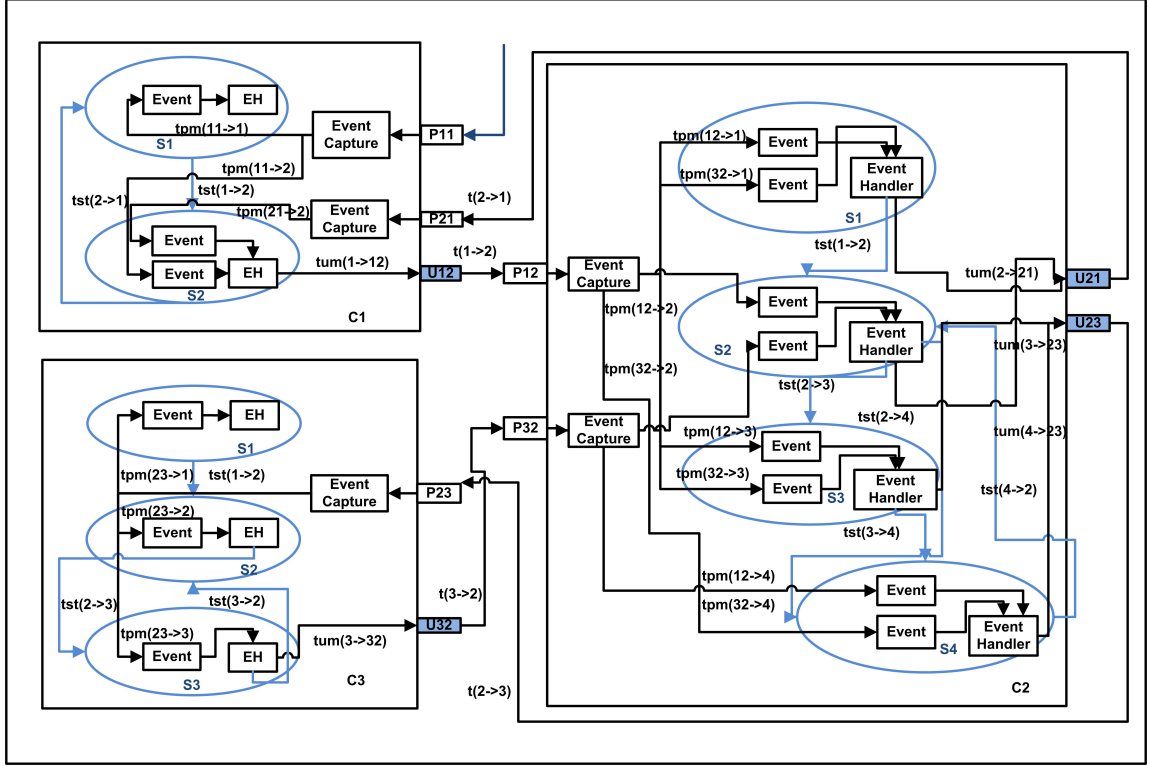 Event
EH
tpm(11->1)
S1
Event
Capture
P11
tpm(11->2)
tst(2->1)
tst(1->2)
tpm(21->2)
Event
Capture
P21
t(2->1)
Event
Event
EH
S2
tum(1->12)
U12
t(1->2)
C1
P12
Event
Capture
tpm(12->1)
Event
tpm(32->1)
Event
Event
Handler
S1
tst(1->2)
tum(2->21)
U21
tpm(12->2)
Event
S2
Event
Event
Handler
U23
tum(3->23)
tpm(32->2)
tst(2->3)
tst(2->4)
P32
Event
Capture
tpm(12->3)
Event
tum(4->23)
tpm(32->3)
Event
S3
Event
Handler
tst(4->2)
tst(3->4)
tpm(12->4)
Event
tpm(32->4)
Event
Event
Handler
S4
C2
Event
EH
S1
tpm(23->1)
tst(1->2)
Event
Capture
P23
tpm(23->2)
Event
EH
S2
tst(2->3)
tst(3->2)
t(3->2)
tpm(23->3)
Event
EH
S3
tum(3->32)
U32
C3
t(2->3)